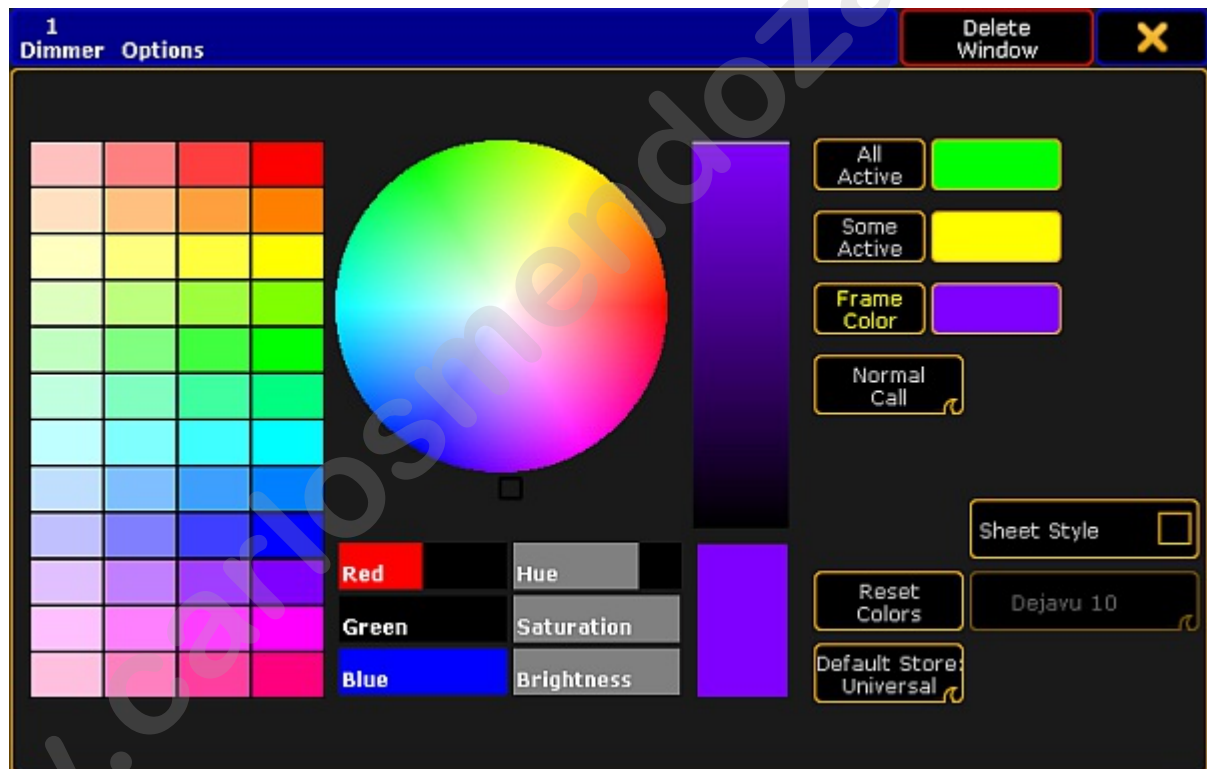 1
Dimmer Options
Delete
Window
All
Active
Some
Active
Frame
Color
Normal
Call
Sheet Style
Red
Hue
Reset
Colors
Dejavu 10
Green
Saturation
Default Store:
Universal
Blue
Brightness
.carlosmendoza